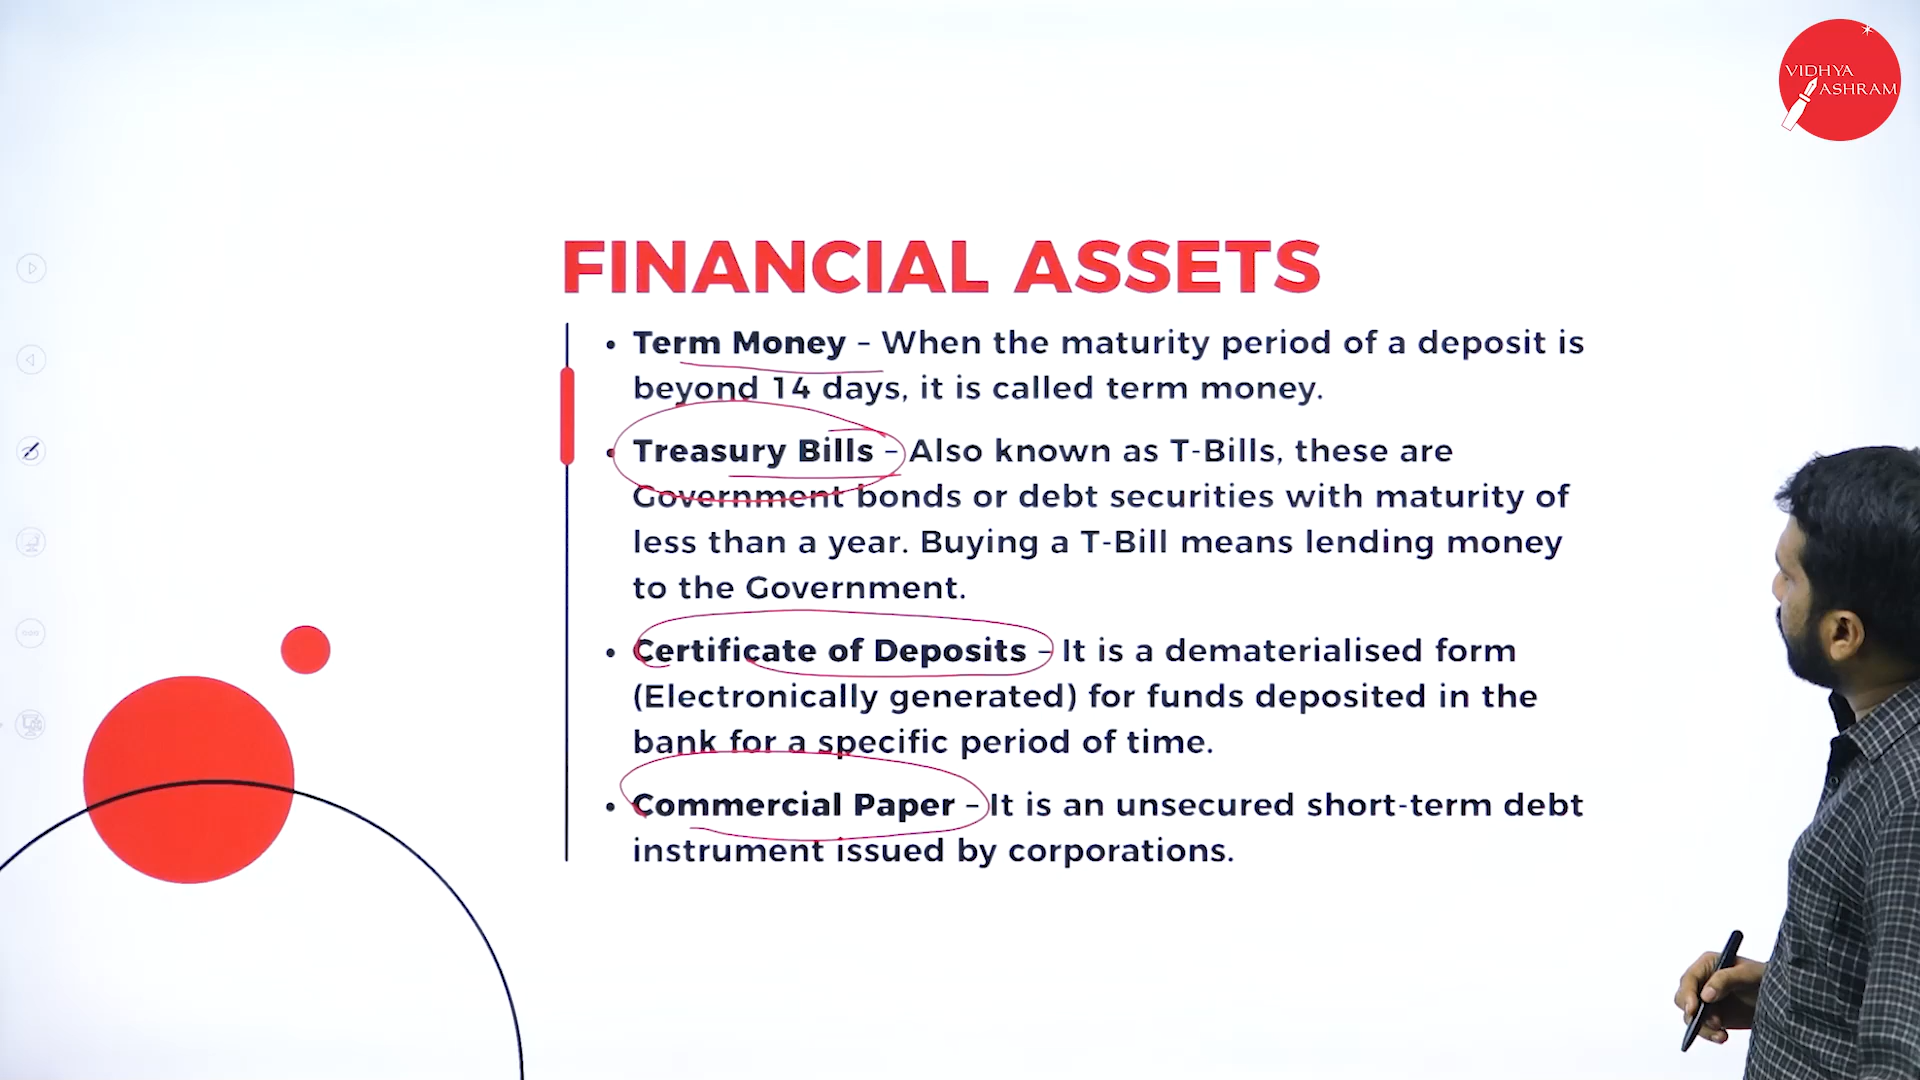 VIDHYA
ASHRAM
FINANCIAL ASSETS
• Term Money – When the maturity period of a deposit is
beyond 14 days, it is called term money.
• Treasury Bills – Also known as T-Bills, these are
Government bonds or debt securities with maturity of
less than a year. Buying a T-Bill means lending money
to the Government.
• Certificate of Deposits – It is a dematerialised form
(Electronically generated) for funds deposited in the
bank for a specific period of time.
• Commercial Paper – It is an unsecured short-term debt
instrument issued by corporations.